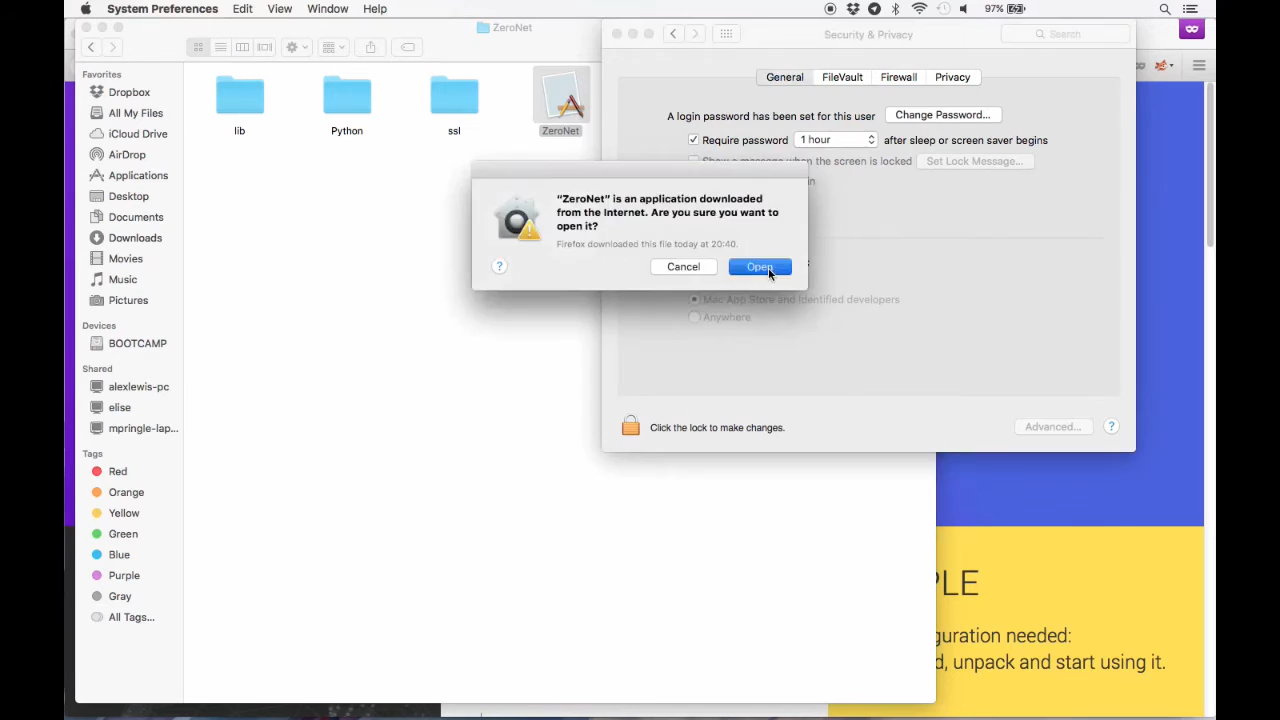 System Preferences Edit View Window Help
97%
ZeroNet
Security & Privacy
Search
Favorites
Dropbox
All My Files
iCloud Drive
AirDrop
Applications
Desktop
Documents
Downloads
Movies
Music
Pictures
Devices
BOOTCAMP
Shared
alexlewis-pc
elise
mpringle-lap...
Tags
Red
Orange
Yellow
Green
Blue
Purple
Gray
All Tags...
lib
Python
ssl
ZeroNet
General
FileVault
Firewall
Privacy
A login password has been set for this user
Change Password...
Require password 1 hour after sleep or screen saver begins
Show a message when the screen is locked Set Lock Message...
“ZeroNet” is an application downloaded
from the Internet. Are you sure you want to
open it?
Firefox downloaded this file today at 20:40.
?
Cancel
Open
Mac App Store and identified developers
Anywhere
Click the lock to make changes.
Advanced...
?
PLE
guration needed:
d, unpack and start using it.